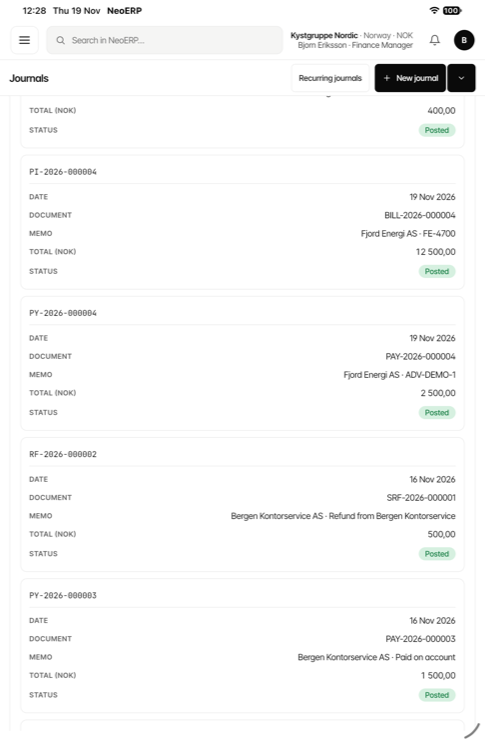 12:28 Thu 19 Nov NeoERP
100
Search in NeoERP...
Kystgruppe Nordic · Norway · NOK
Bjørn Eriksson · Finance Manager
B
Journals
Recurring journals
+ New journal
TOTAL (NOK) 400,00
STATUS Posted
PI-2026-000004
DATE 19 Nov 2026
DOCUMENT BILL-2026-000004
MEMO Fjord Energi AS · FE-4700
TOTAL (NOK) 12 500,00
STATUS Posted
PY-2026-000004
DATE 19 Nov 2026
DOCUMENT PAY-2026-000004
MEMO Fjord Energi AS · ADV-DEMO-1
TOTAL (NOK) 2 500,00
STATUS Posted
RF-2026-000002
DATE 16 Nov 2026
DOCUMENT SRF-2026-000001
MEMO Bergen Kontorservice AS · Refund from Bergen Kontorservice
TOTAL (NOK) 500,00
STATUS Posted
PY-2026-000003
DATE 16 Nov 2026
DOCUMENT PAY-2026-000003
MEMO Bergen Kontorservice AS · Paid on account
TOTAL (NOK) 1 500,00
STATUS Posted